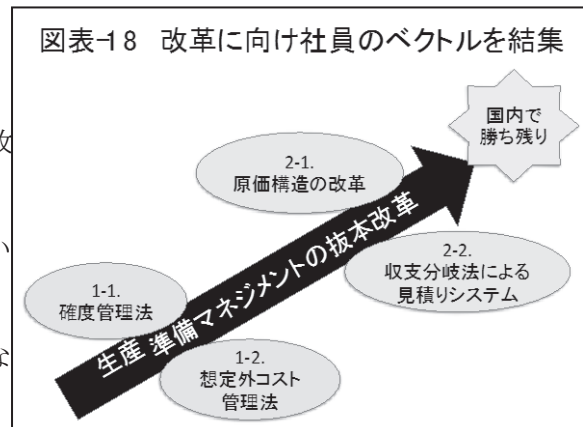 図表-18 改革に向け社員のベクトルを結集
国内で
勝ち残り
2-1.
原価構造の改革
生産準備マネジメントの抜本改革
2-2.
収支分岐法による
見積りシステム
1-1.
確度管理法
1-2.
想定外コスト
管理法
攻
い
な